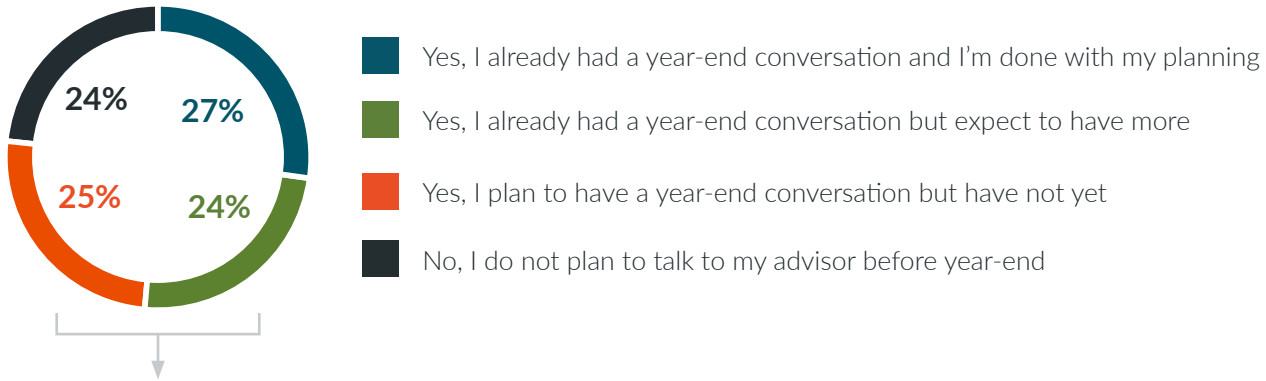 24%
27%
25%
24%
Yes, I already had a year-end conversation and I’m done with my planning
Yes, I already had a year-end conversation but expect to have more
Yes, I plan to have a year-end conversation but have not yet
No, I do not plan to talk to my advisor before year-end